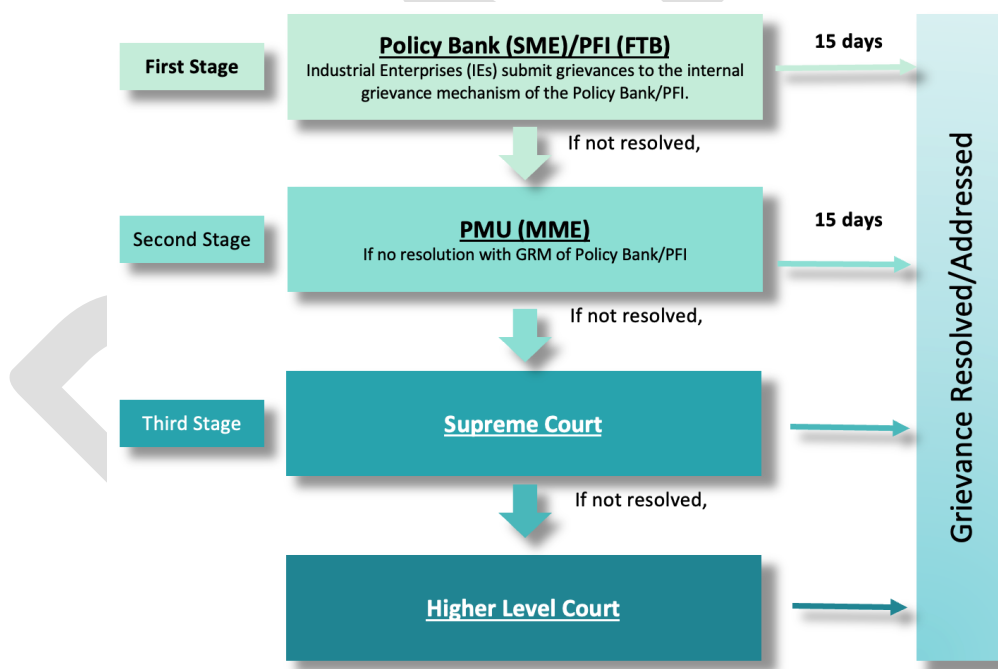 First Stage
Policy Bank (SME)/PFI (FTB)
Industrial Enterprises (IEs) submit grievances to the internal
grievance mechanism of the Policy Bank/PFI.
15 days
If not resolved,
Second Stage
PMU (MME)
If no resolution with GRM of Policy Bank/PFI
15 days
If not resolved,
Third Stage
Supreme Court
If not resolved,
Higher Level Court
Grievance Resolved/Addressed